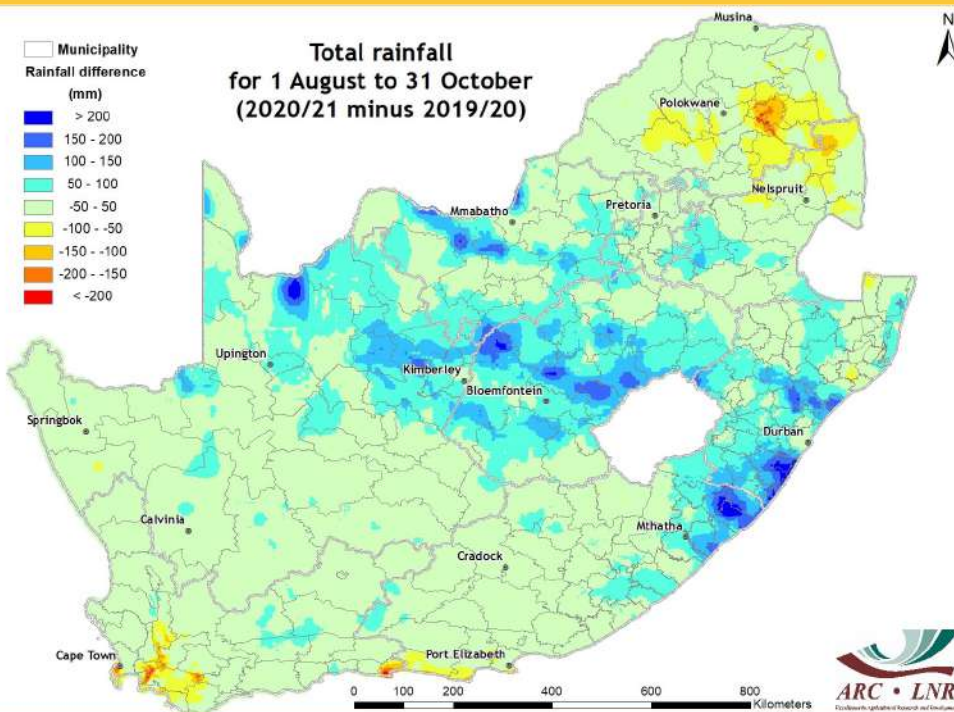 Total rainfall
for 1 August to 31 October
(2020/21 minus 2019/20)
N
Municipality
Rainfall difference
(mm)
> 200
150 - 200
100 - 150
50 - 100
-50 - 50
-100 - -50
-150 - -100
-200 - -150
< -200
Musina
Polokwane
Nelspruit
Pretoria
Mmabatho
Upington
Kimberley
Bloemfontein
Springbok
Durban
Calvinia
Mthatha
Cradock
Cape Town
Port Elizabeth
0 100 200 400 600 800
Kilometers
ARC • LNR